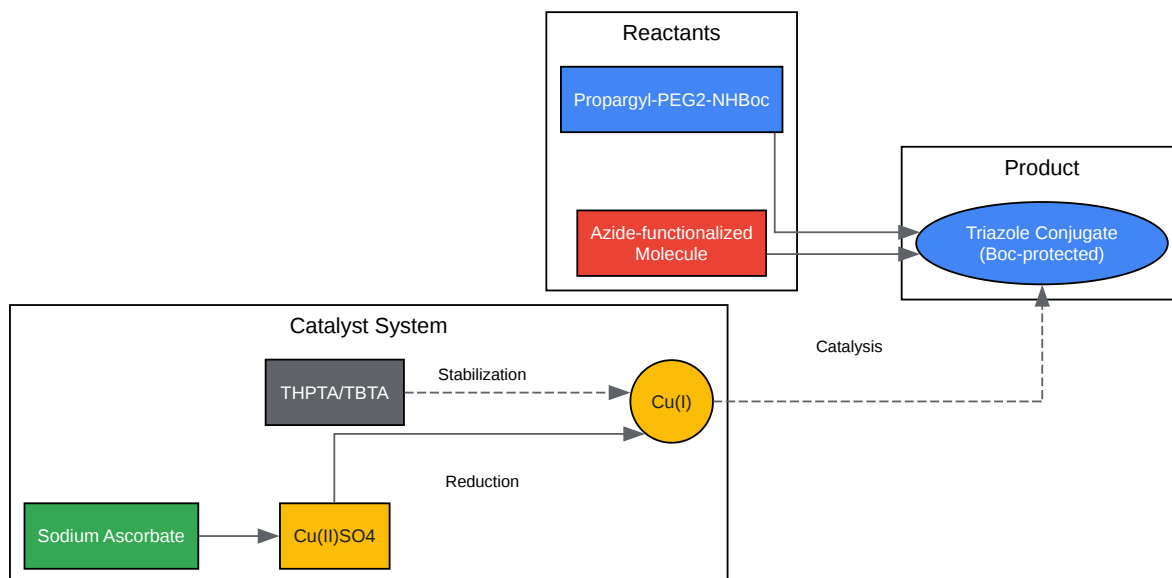 Reactants
Propargyl-PEG2-NHBoc
Azide-functionalized
Molecule
Product
Triazole Conjugate
(Boc-protected)
Catalyst System
THPTA/TBTA
Stabilization
Cu(I)
Catalysis
Reduction
Sodium Ascorbate
Cu(II)SO4